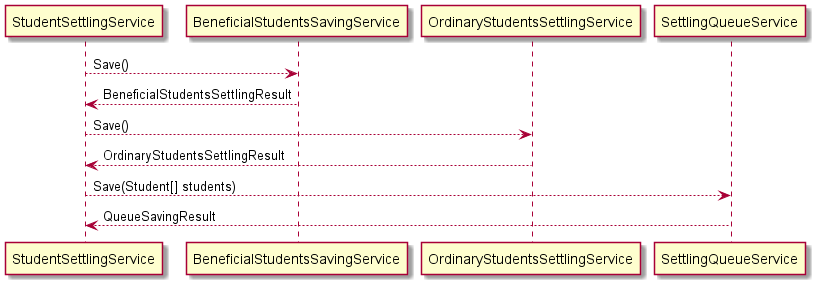 StudentSettlingService
BeneficialStudentsSavingService
OrdinaryStudentsSettlingService
SettlingQueueService
Save()
BeneficialStudentsSettlingResult
Save()
OrdinaryStudentsSettlingResult
Save(Student[] students)
QueueSavingResult
StudentSettlingService
BeneficialStudentsSavingService
OrdinaryStudentsSettlingService
SettlingQueueService